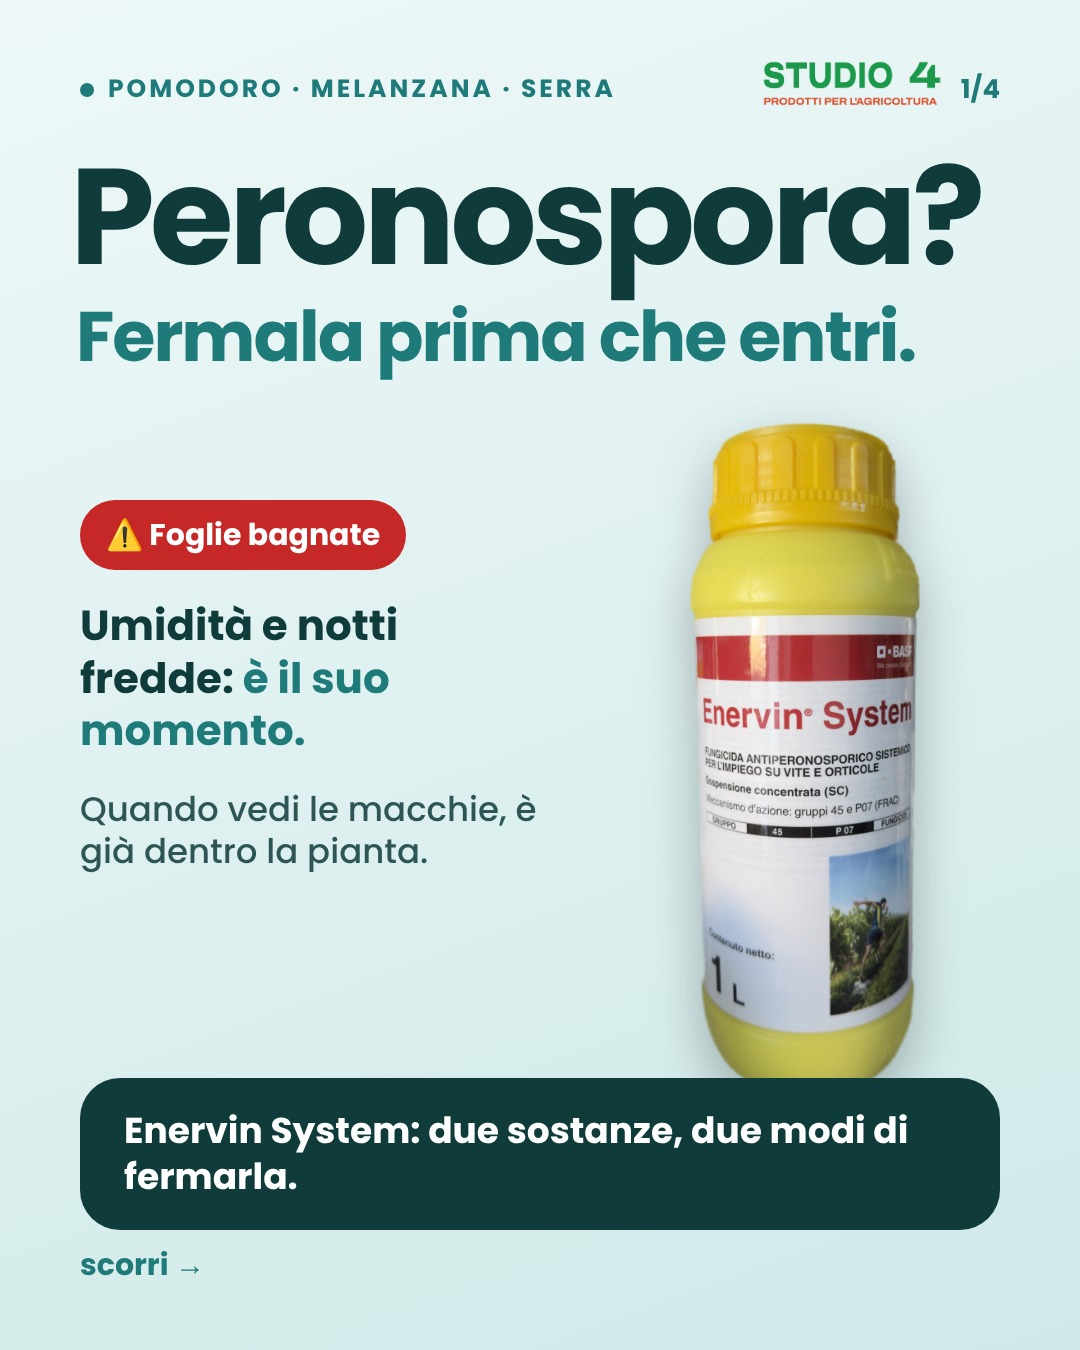 POMODORO · MELANZANA · SERRA
STUDIO 4
PRODOTTI PER L'AGRICOLTURA
1/4
Peronospora?
Fermala prima che entri.
⚠️ Foglie bagnate
Umidità e notti
fredde: è il suo
momento.
Quando vedi le macchie, è
già dentro la pianta.
BASF
Enervin® System
FUNGICIDA ANTIPERONOSPORICO SISTEMICO
PER L'IMPIEGO SU VITE E ORTICOLE
Sospensione concentrata (SC)
Meccanismo d'azione: gruppi 45 e P07 (FRAC)
GRUPPO 45 P 07
Contenuto netto:
1 L
Enervin System: due sostanze, due modi di
fermarla.
scorri →